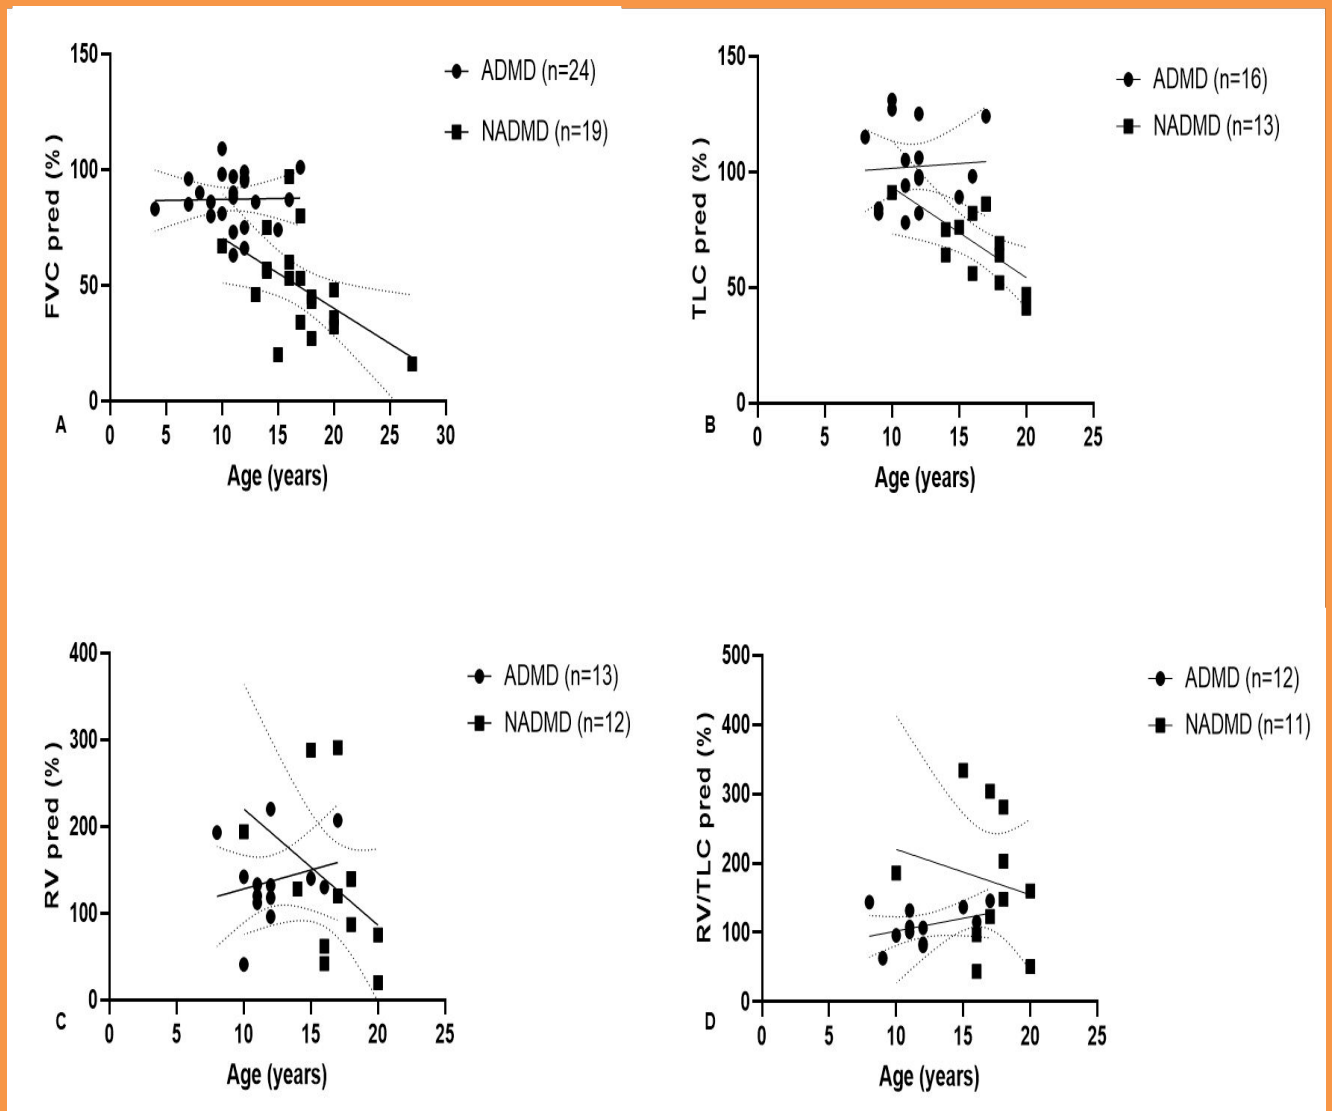 150
100
50
0
FVC pred (%)
0 5 10 15 20 25 30
Age (years)
A
ADMD (n=24)
NADMD (n=19)
150
100
50
0
TLC pred (%)
0 5 10 15 20 25
Age (years)
B
ADMD (n=16)
NADMD (n=13)
400
300
200
100
0
RV pred (%)
0 5 10 15 20 25
Age (years)
C
ADMD (n=13)
NADMD (n=12)
500
400
300
200
100
0
RV/TLC pred (%)
0 5 10 15 20 25
Age (years)
D
ADMD (n=12)
NADMD (n=11)